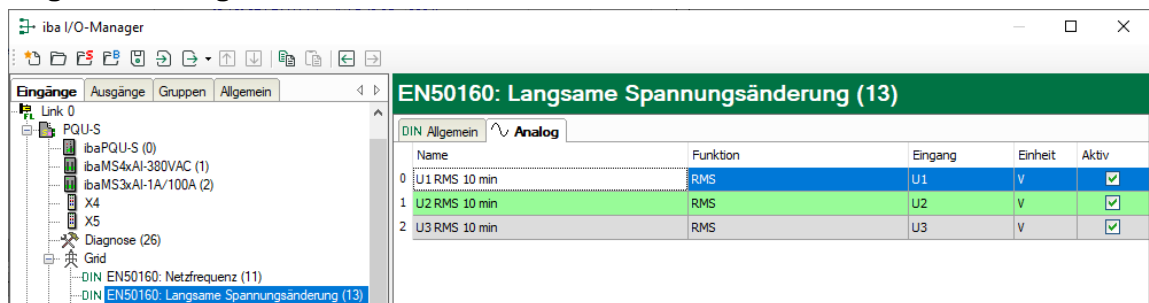 iba I/O-Manager
Eingänge Ausgänge Gruppen Allgemein
Link 0
PQU-S
ibaPQU-S (0)
ibaMS4xAI-380VAC (1)
ibaMS3xAI-1A/100A (2)
X4
X5
Diagnose (26)
Grid
DIN EN50160: Netzfrequenz (11)
DIN EN50160: Langsame Spannungsänderung (13)
EN50160: Langsame Spannungsänderung (13)
DIN Allgemein Analog
Name Funktion Eingang Einheit Aktiv
0 U1 RMS 10 min RMS U1 V
1 U2 RMS 10 min RMS U2 V
2 U3 RMS 10 min RMS U3 V